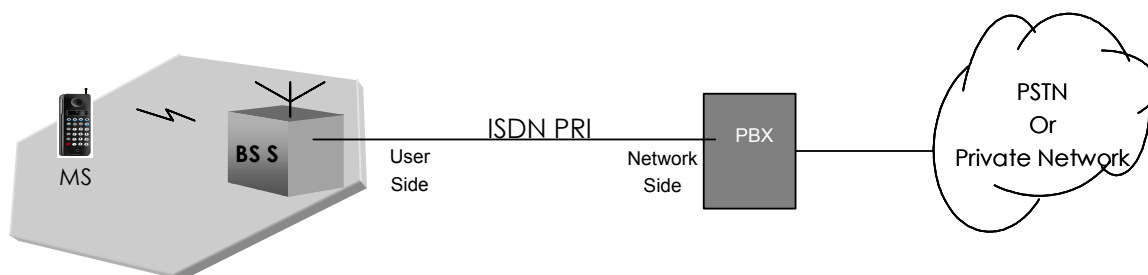 MS
BS S
ISDN PRI
User
Side
Network
Side
PBX
PSTN
Or
Private Network